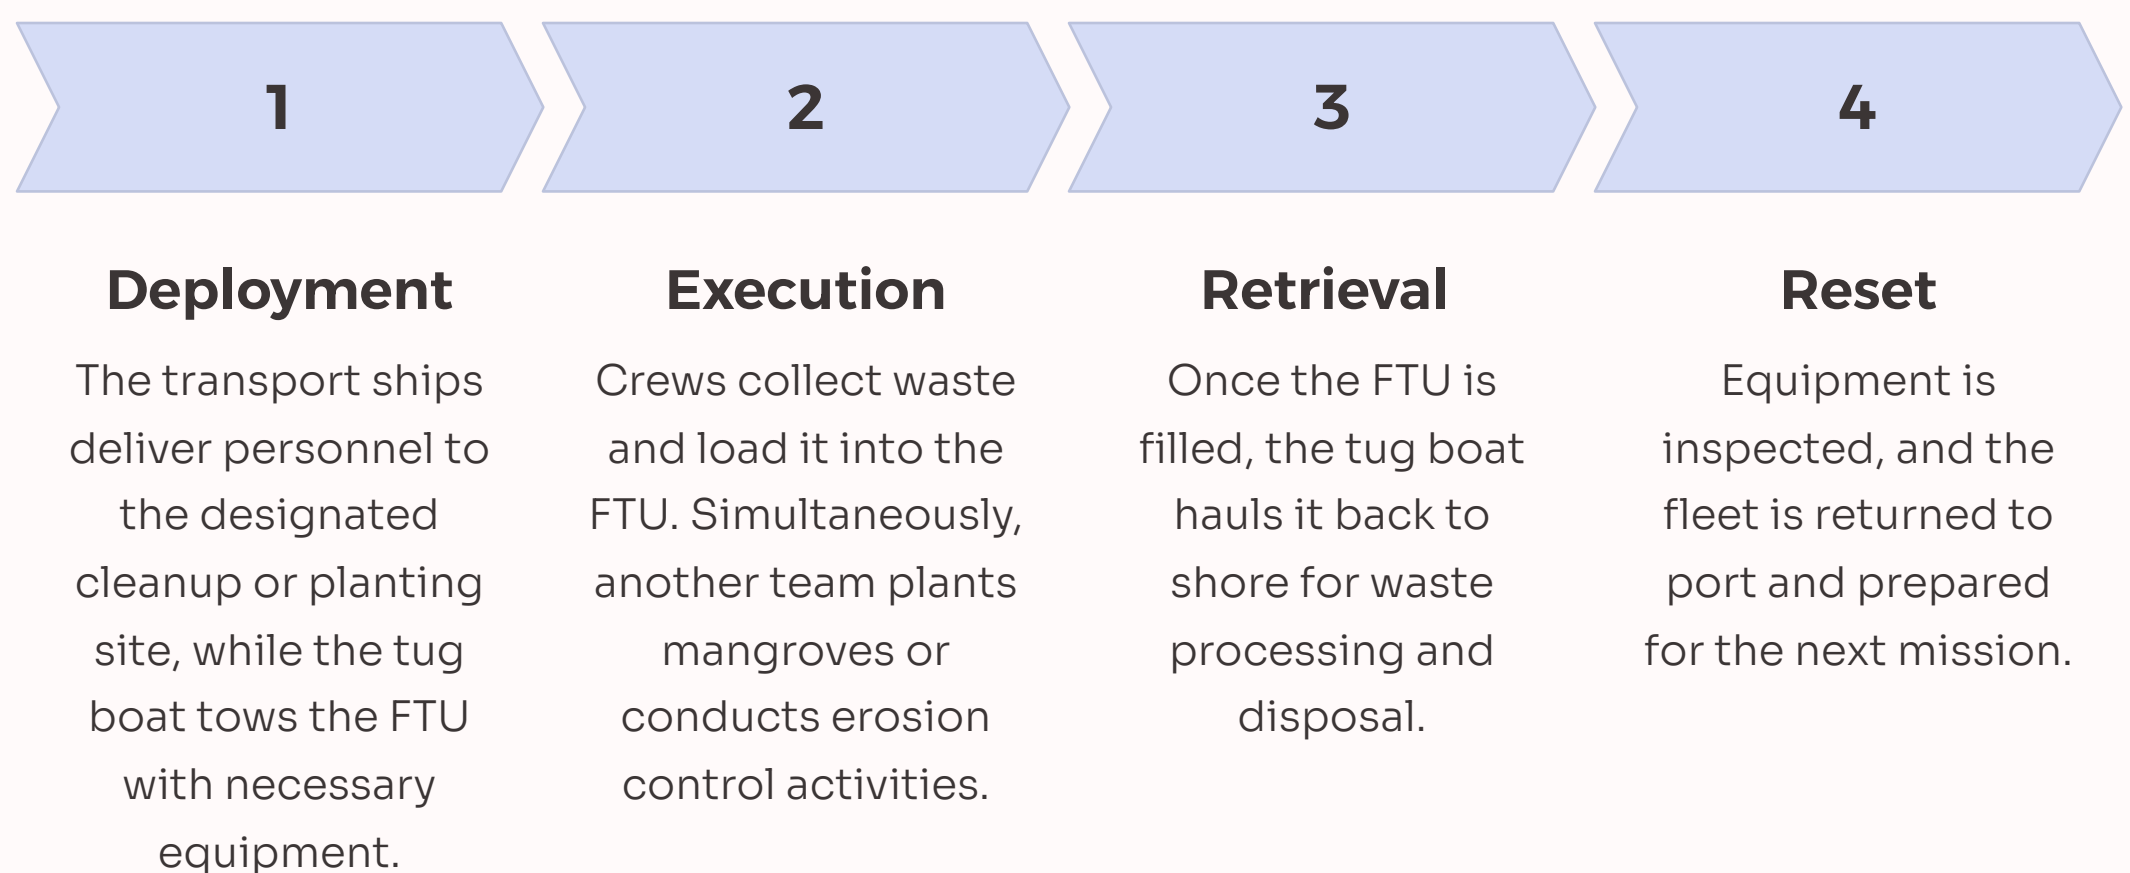 1
2
3
4
Deployment
The transport ships
deliver personnel to
the designated
cleanup or planting
site, while the tug
boat tows the FTU
with necessary
equipment.
Execution
Crews collect waste
and load it into the
FTU. Simultaneously,
another team plants
mangroves or
conducts erosion
control activities.
Retrieval
Once the FTU is
filled, the tug boat
hauls it back to
shore for waste
processing and
disposal.
Reset
Equipment is
inspected, and the
fleet is returned to
port and prepared
for the next mission.